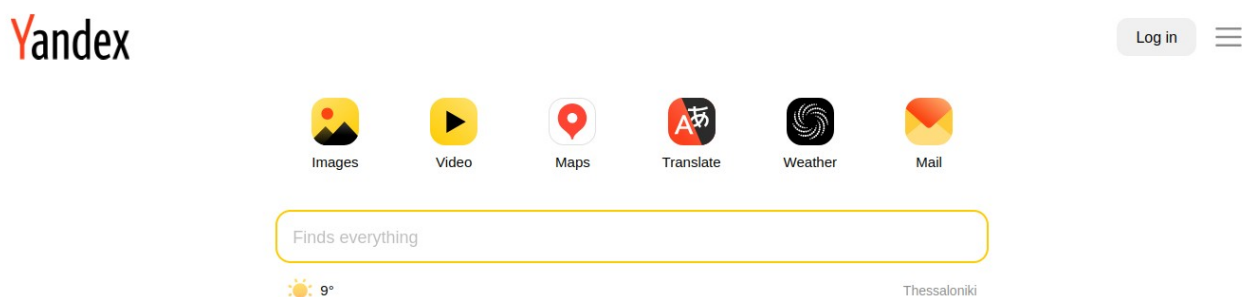 Yandex
Log in
Images Video Maps Translate Weather Mail
Finds everything
9° Thessaloniki